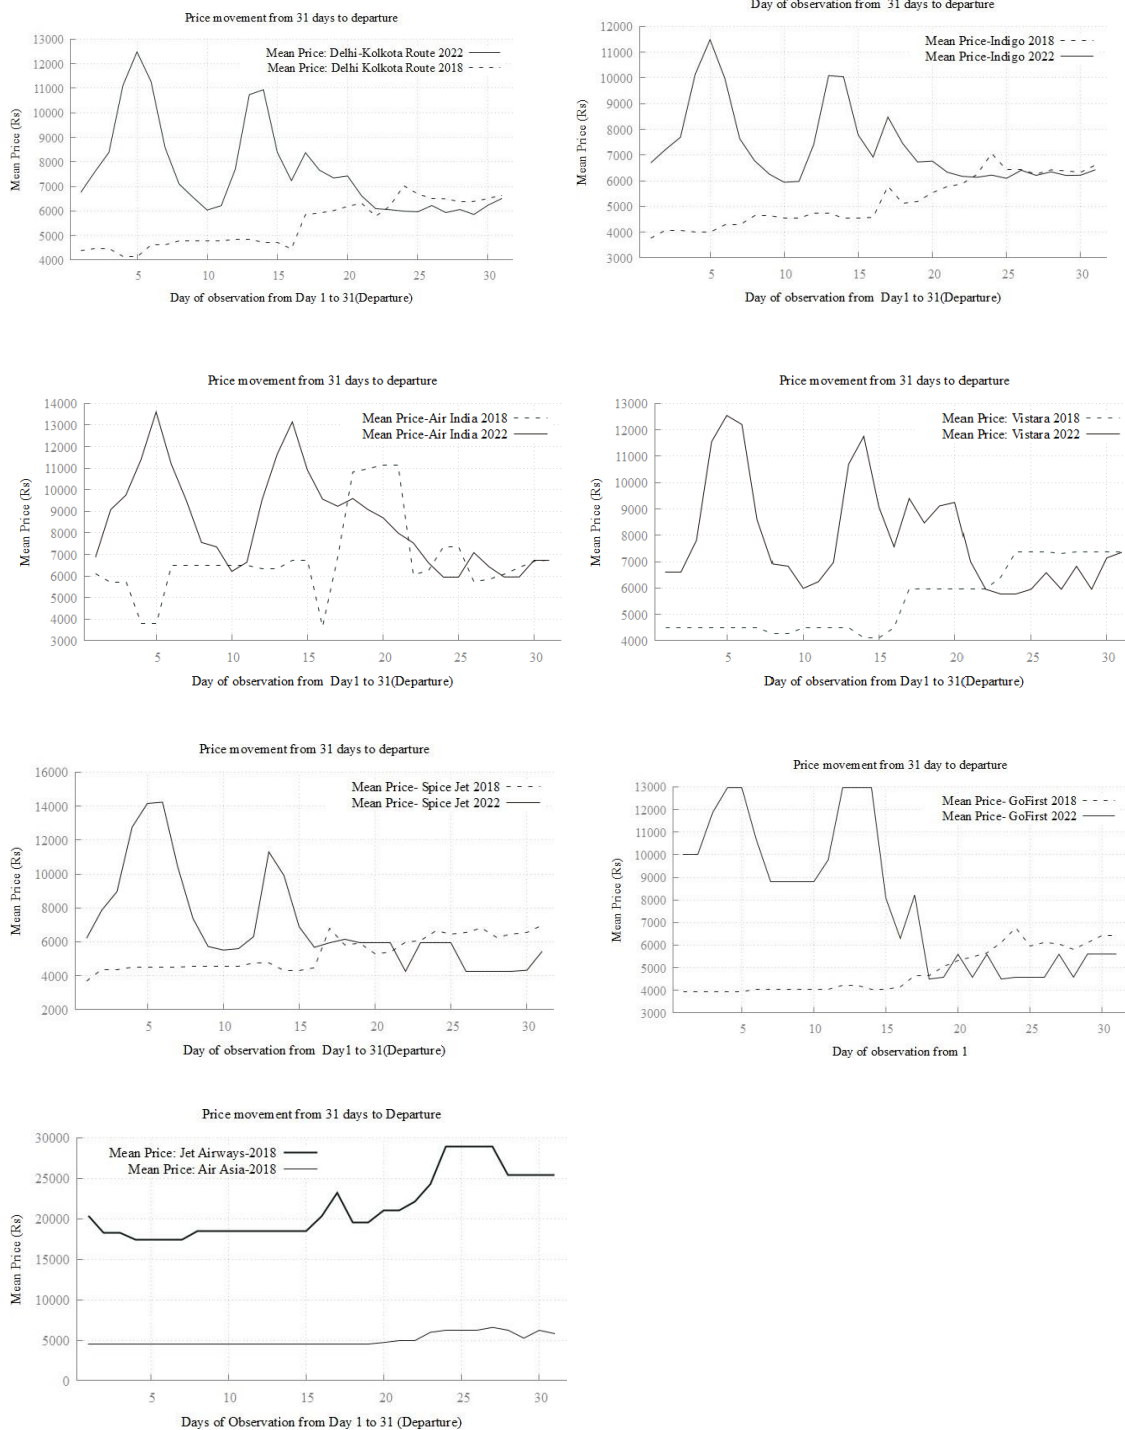 Price movement from 31 days to departure
13000
12000
11000
10000
9000
8000
7000
6000
5000
4000
Mean Price (Rs)
Mean Price: Delhi-Kolkota Route 2022
Mean Price: Delhi Kolkota Route 2018
5 10 15 20 25 30
Day of observation from Day 1 to 31(Departure)
Day of observation from 31 days to departure
12000
11000
10000
9000
8000
7000
6000
5000
4000
3000
Mean Price (Rs)
Mean Price-Indigo 2018
Mean Price-Indigo 2022
5 10 15 20 25 30
Day of observation from Day1 to 31(Departure)
Price movement from 31 days to departure
14000
13000
12000
11000
10000
9000
8000
7000
6000
5000
4000
3000
Mean Price (Rs)
Mean Price-Air India 2018
Mean Price-Air India 2022
5 10 15 20 25 30
Day of observation from Day1 to 31(Departure)
Price movement from 31 days to departure
13000
12000
11000
10000
9000
8000
7000
6000
5000
4000
Mean Price (Rs)
Mean Price: Vistara 2018
Mean Price: Vistara 2022
5 10 15 20 25 30
Day of observation from Day1 to 31(Departure)
Price movement from 31 days to departure
16000
14000
12000
10000
8000
6000
4000
2000
Mean Price (Rs)
Mean Price- Spice Jet 2018
Mean Price- Spice Jet 2022
5 10 15 20 25 30
Day of observation from Day1 to 31(Departure)
Price movement from 31 day to departure
13000
12000
11000
10000
9000
8000
7000
6000
5000
4000
3000
Mean Price (Rs)
Mean Price- GoFirst 2018
Mean Price- GoFirst 2022
5 10 15 20 25 30
Day of observation from 1
Price movement from 31 days to Departure
30000
25000
20000
15000
10000
5000
0
Mean Price (Rs)
Mean Price: Jet Airways-2018
Mean Price: Air Asia-2018
5 10 15 20 25 30
Days of Observation from Day 1 to 31 (Departure)